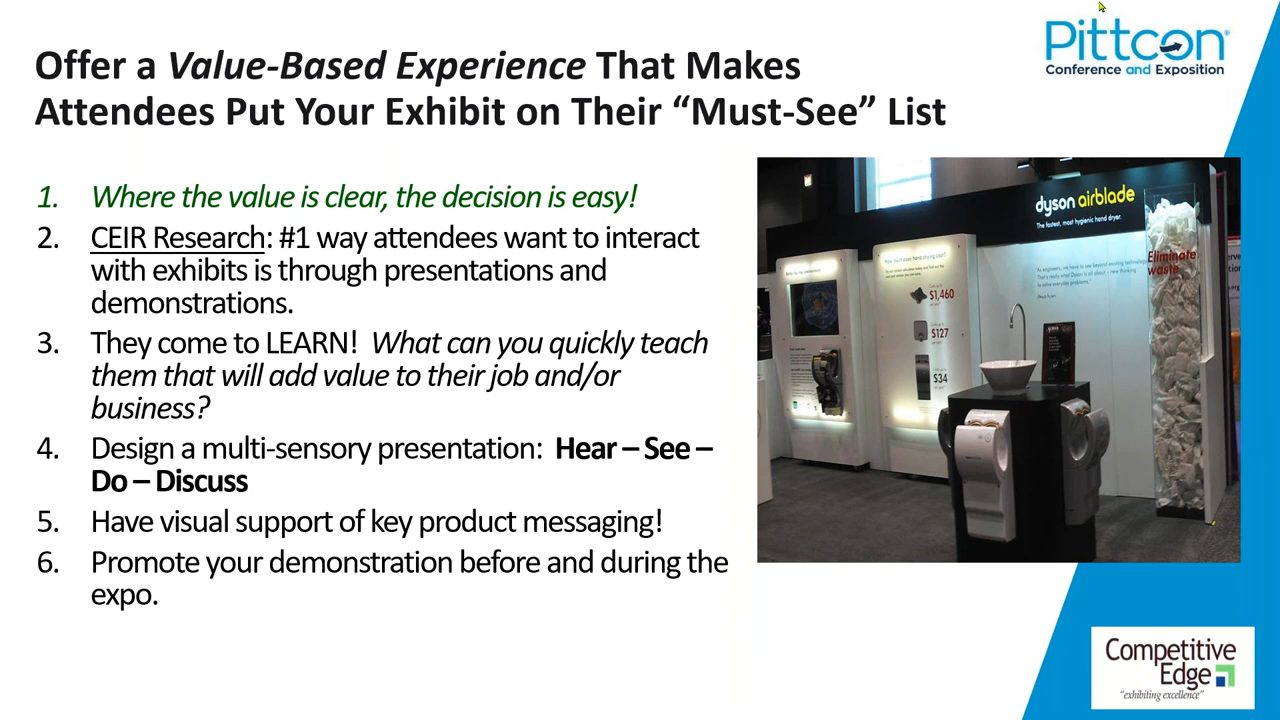 Pittcon
Conference and Exposition
Offer a Value-Based Experience That Makes
Attendees Put Your Exhibit on Their “Must-See” List
1. Where the value is clear, the decision is easy!
2. CEIR Research: #1 way attendees want to interact
with exhibits is through presentations and
demonstrations.
3. They come to LEARN! What can you quickly teach
them that will add value to their job and/or
business?
4. Design a multi-sensory presentation: Hear – See –
Do – Discuss
5. Have visual support of key product messaging!
6. Promote your demonstration before and during the
expo.
dyson airblade
The fastest, most hygienic hand dryer.
Eliminate
waste
$1,460
$127
$34
Competitive
Edge
“exhibiting excellence”